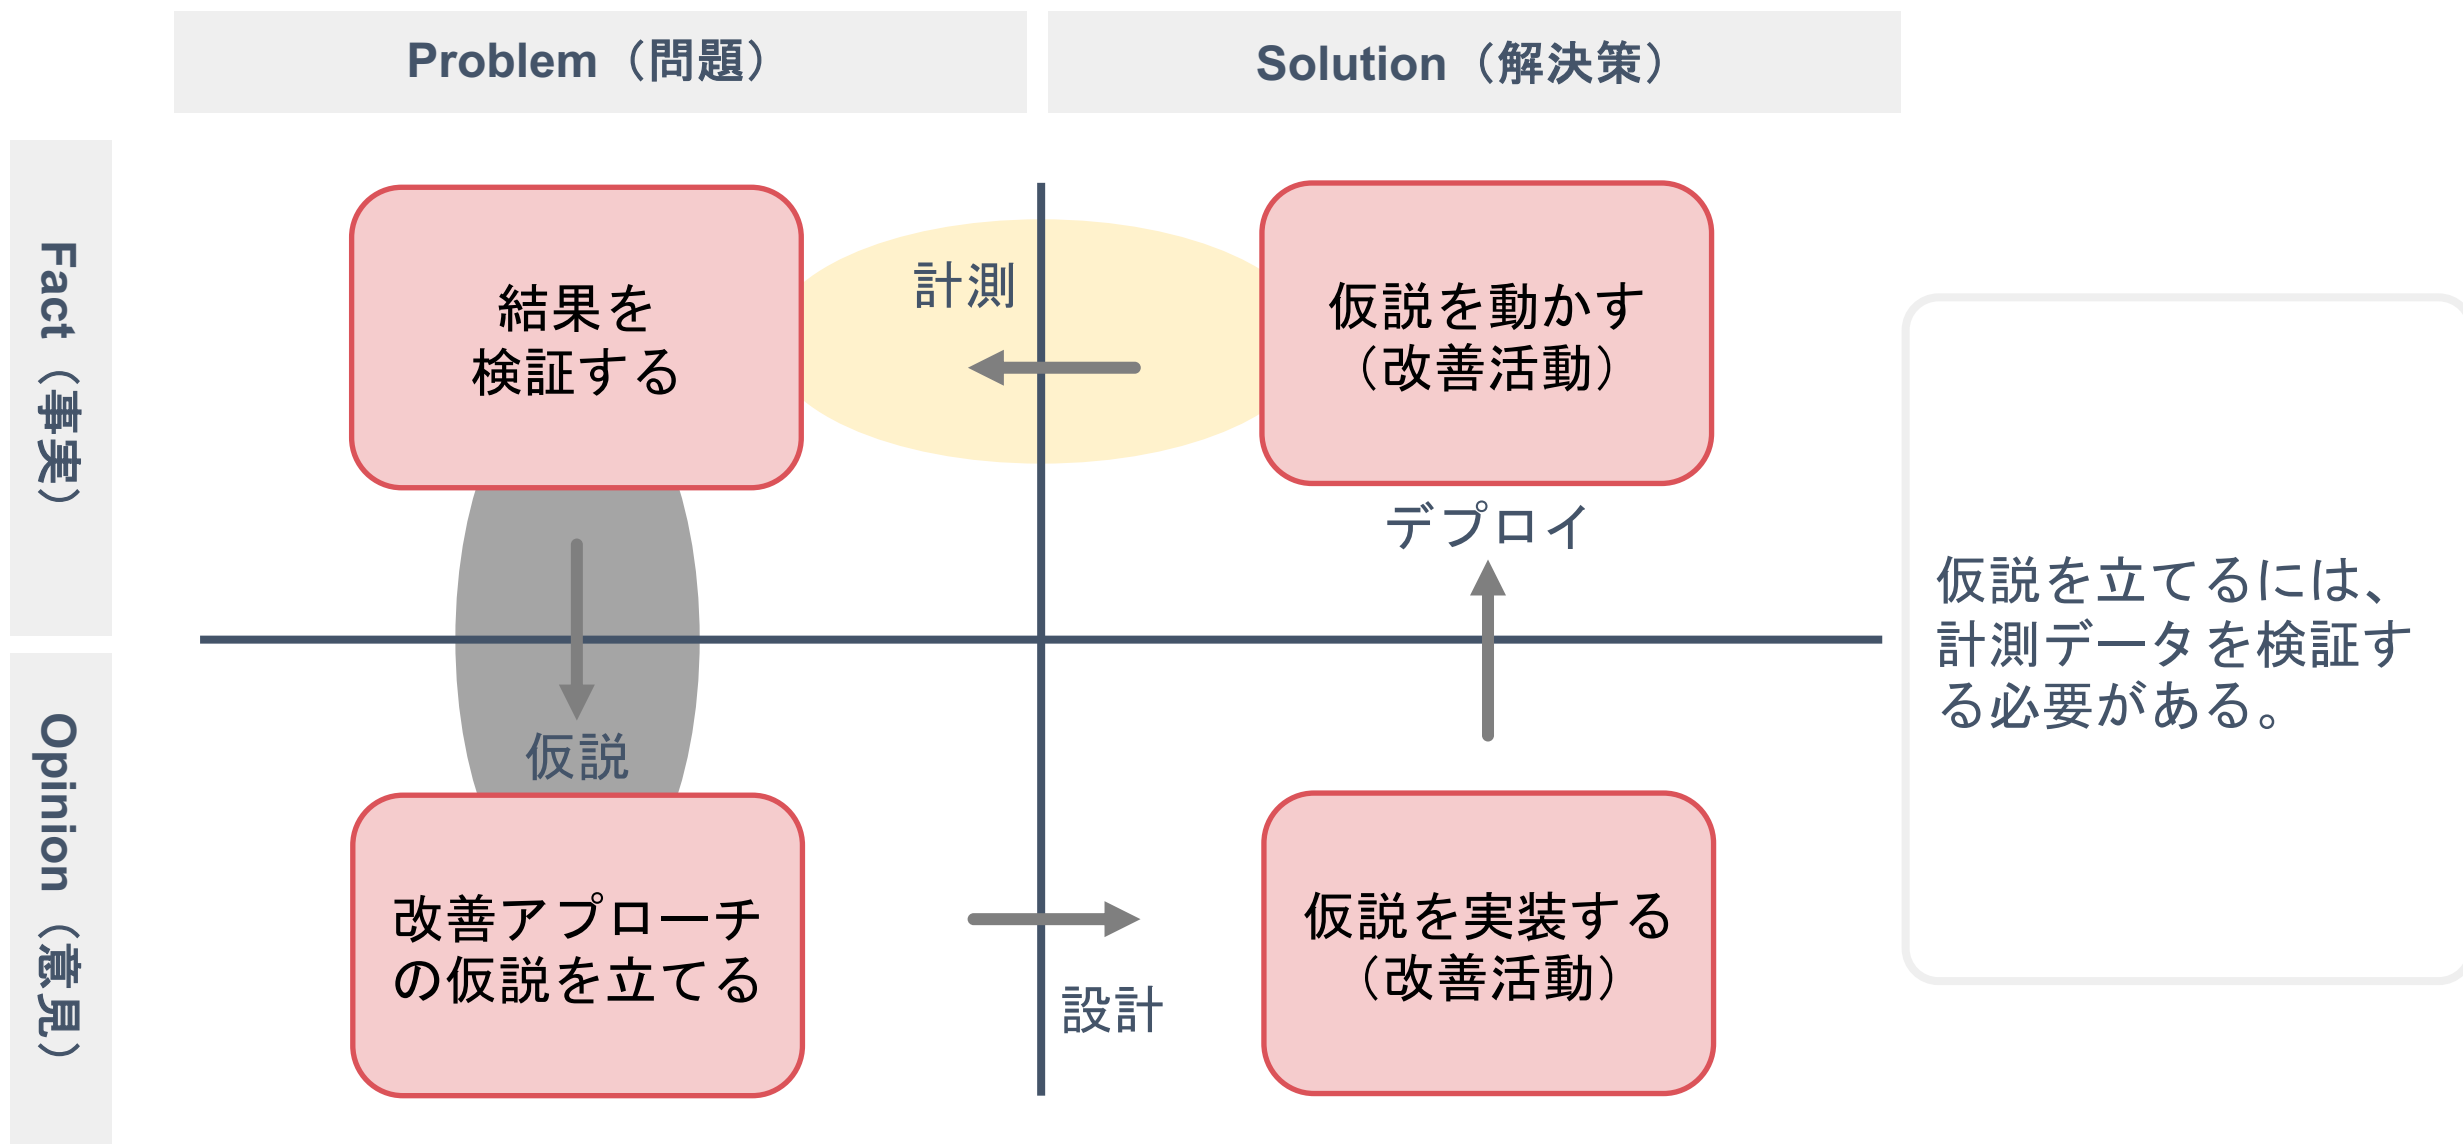 Problem（問題）
Solution（解決策）
Fact（事実）
結果を
検証する
計測
仮説を動かす
（改善活動）
デプロイ
仮説
Opinion（意見）
改善アプローチ
の仮説を立てる
設計
仮説を実装する
（改善活動）
仮説を立てるには、
計測データを検証す
る必要がある。